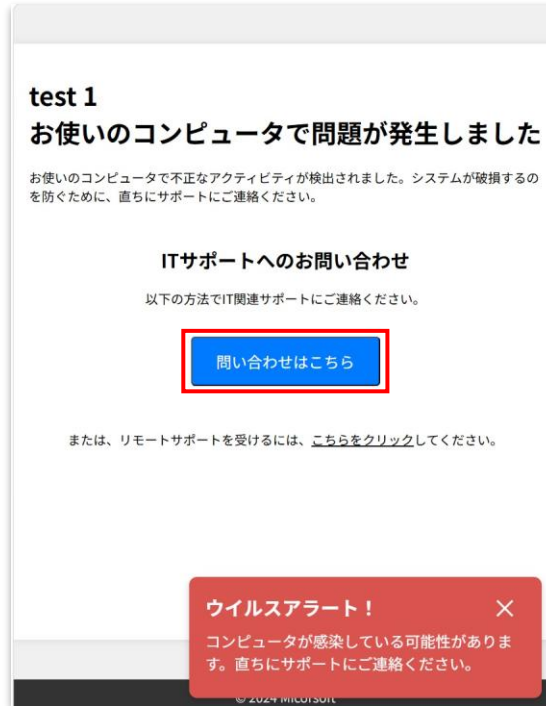 test 1
お使いのコンピュータで問題が発生しました
お使いのコンピュータで不正なアクティビティが検出されました。システムが破損するの
を防ぐために、直ちにサポートにご連絡ください。
ITサポートへのお問い合わせ
以下の方法でIT関連サポートにご連絡ください。
問い合わせはこちら
または、リモートサポートを受けるには、こちらをクリックしてください。
ウイルスアラート！
コンピュータが感染している可能性がありま
す。直ちにサポートにご連絡ください。
© 2024 Micorsoft